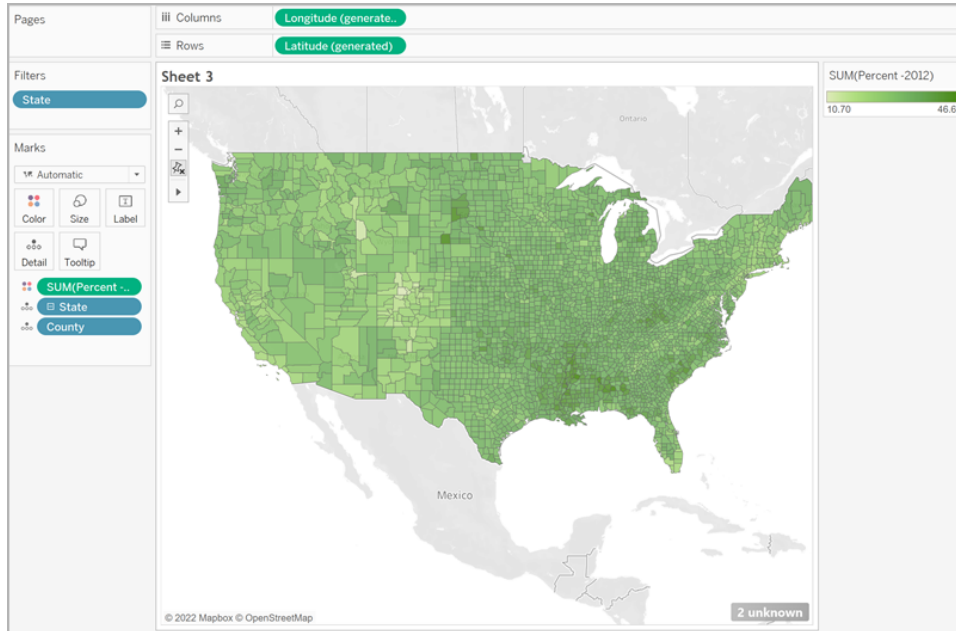 Pages
Columns
Longitude (generate..
Rows
Latitude (generated)
Filters
State
Marks
Automatic
Color
Size
Label
Detail
Tooltip
SUM(Percent -..
State
County
Sheet 3
Ontario
Mexico
© 2022 Mapbox © OpenStreetMap
2 unknown
SUM(Percent -2012)
10.70
46.6